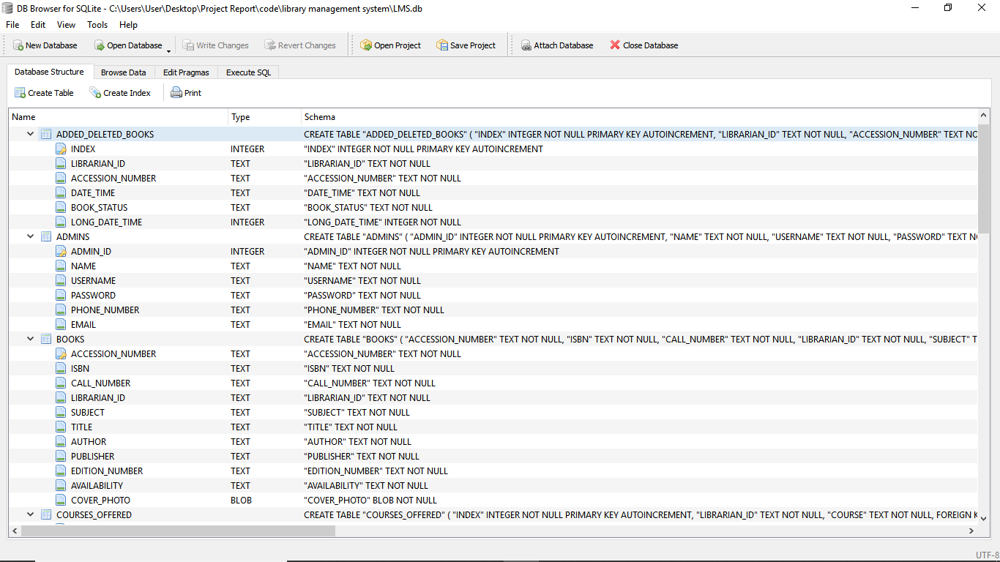 DB Browser for SQLite - C:\Users\User\Desktop\Project Report\code\library management system\LMS.db
File Edit View Tools Help
New Database Open Database Write Changes Revert Changes Open Project Save Project Attach Database Close Database
Database Structure Browse Data Edit Pragmas Execute SQL
Create Table Create Index Print
Name Type Schema
ADDED_DELETED_BOOKS CREATE TABLE "ADDED_DELETED_BOOKS" ( "INDEX" INTEGER NOT NULL PRIMARY KEY AUTOINCREMENT, "LIBRARIAN_ID" TEXT NOT NULL, "ACCESSION_NUMBER" TEXT NO
INDEX INTEGER "INDEX" INTEGER NOT NULL PRIMARY KEY AUTOINCREMENT
LIBRARIAN_ID TEXT "LIBRARIAN_ID" TEXT NOT NULL
ACCESSION_NUMBER TEXT "ACCESSION_NUMBER" TEXT NOT NULL
DATE_TIME TEXT "DATE_TIME" TEXT NOT NULL
BOOK_STATUS TEXT "BOOK_STATUS" TEXT NOT NULL
LONG_DATE_TIME INTEGER "LONG_DATE_TIME" INTEGER NOT NULL
ADMINS CREATE TABLE "ADMINS" ( "ADMIN_ID" INTEGER NOT NULL PRIMARY KEY AUTOINCREMENT, "NAME" TEXT NOT NULL, "USERNAME" TEXT NOT NULL, "PASSWORD" TEXT NO
ADMIN_ID INTEGER "ADMIN_ID" INTEGER NOT NULL PRIMARY KEY AUTOINCREMENT
NAME TEXT "NAME" TEXT NOT NULL
USERNAME TEXT "USERNAME" TEXT NOT NULL
PASSWORD TEXT "PASSWORD" TEXT NOT NULL
PHONE_NUMBER TEXT "PHONE_NUMBER" TEXT NOT NULL
EMAIL TEXT "EMAIL" TEXT NOT NULL
BOOKS CREATE TABLE "BOOKS" ( "ACCESSION_NUMBER" TEXT NOT NULL, "ISBN" TEXT NOT NULL, "CALL_NUMBER" TEXT NOT NULL, "LIBRARIAN_ID" TEXT NOT NULL, "SUBJECT" T
ACCESSION_NUMBER TEXT "ACCESSION_NUMBER" TEXT NOT NULL
ISBN TEXT "ISBN" TEXT NOT NULL
CALL_NUMBER TEXT "CALL_NUMBER" TEXT NOT NULL
LIBRARIAN_ID TEXT "LIBRARIAN_ID" TEXT NOT NULL
SUBJECT TEXT "SUBJECT" TEXT NOT NULL
TITLE TEXT "TITLE" TEXT NOT NULL
AUTHOR TEXT "AUTHOR" TEXT NOT NULL
PUBLISHER TEXT "PUBLISHER" TEXT NOT NULL
EDITION_NUMBER TEXT "EDITION_NUMBER" TEXT NOT NULL
AVAILABILITY TEXT "AVAILABILITY" TEXT NOT NULL
COVER_PHOTO BLOB "COVER_PHOTO" BLOB NOT NULL
COURSES_OFFERED CREATE TABLE "COURSES_OFFERED" ( "INDEX" INTEGER NOT NULL PRIMARY KEY AUTOINCREMENT, "LIBRARIAN_ID" TEXT NOT NULL, "COURSE" TEXT NOT NULL, FOREIGN K
UTF-8